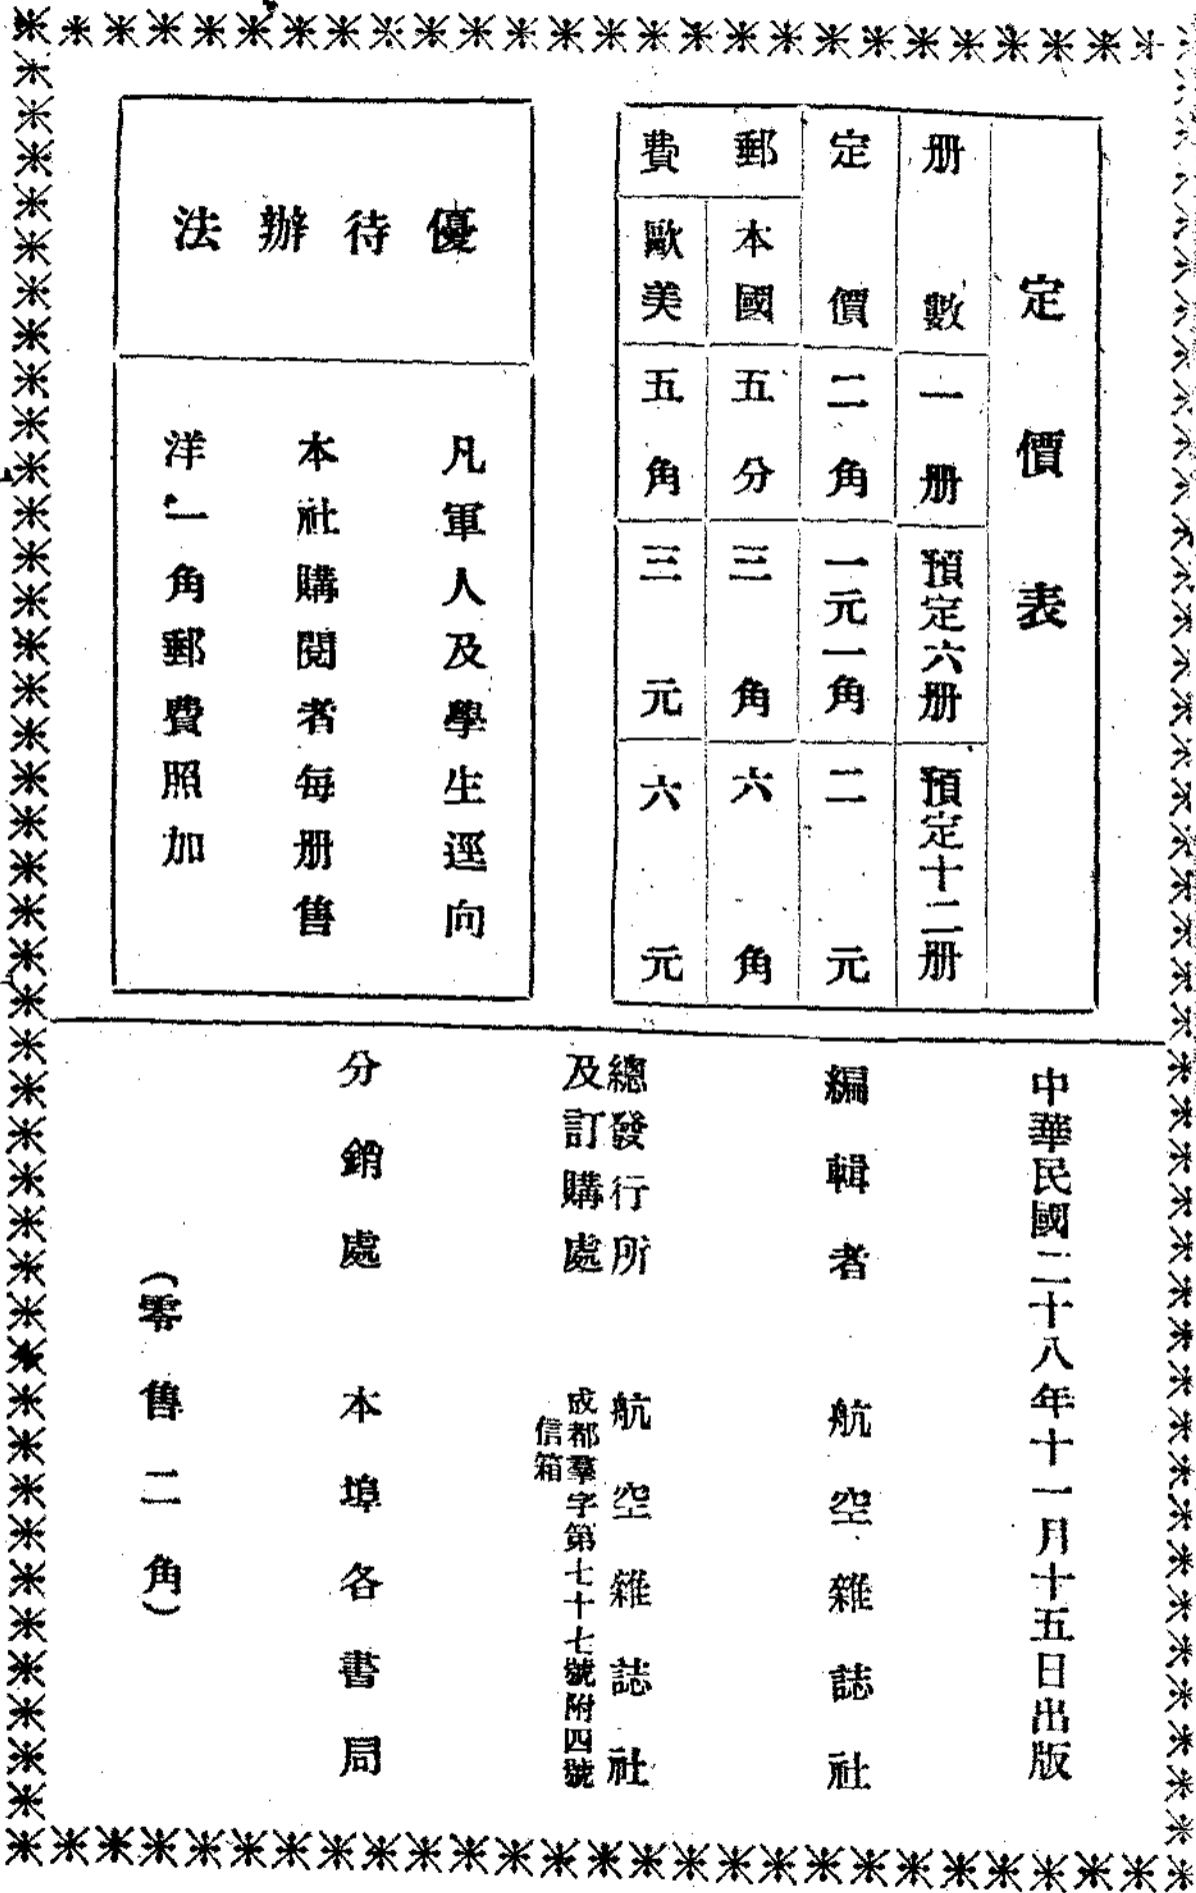 定價表
册數 一册 預定六册 預定十二册
定價 二角 一元一角 二元
郵費 本國 五分 三角 六角
歐美 五角 三元 六元
優待辦法
凡軍人及學生逕向
本社購閱者每册售
洋一角郵費照加
中華民國二十八年十一月十五日出版
編輯者 航空雜誌社
總發行所
及訂購處
航空雜誌社
成都羣字第七十七號附四號
信箱
分銷處 本埠各書局
(零售二角)